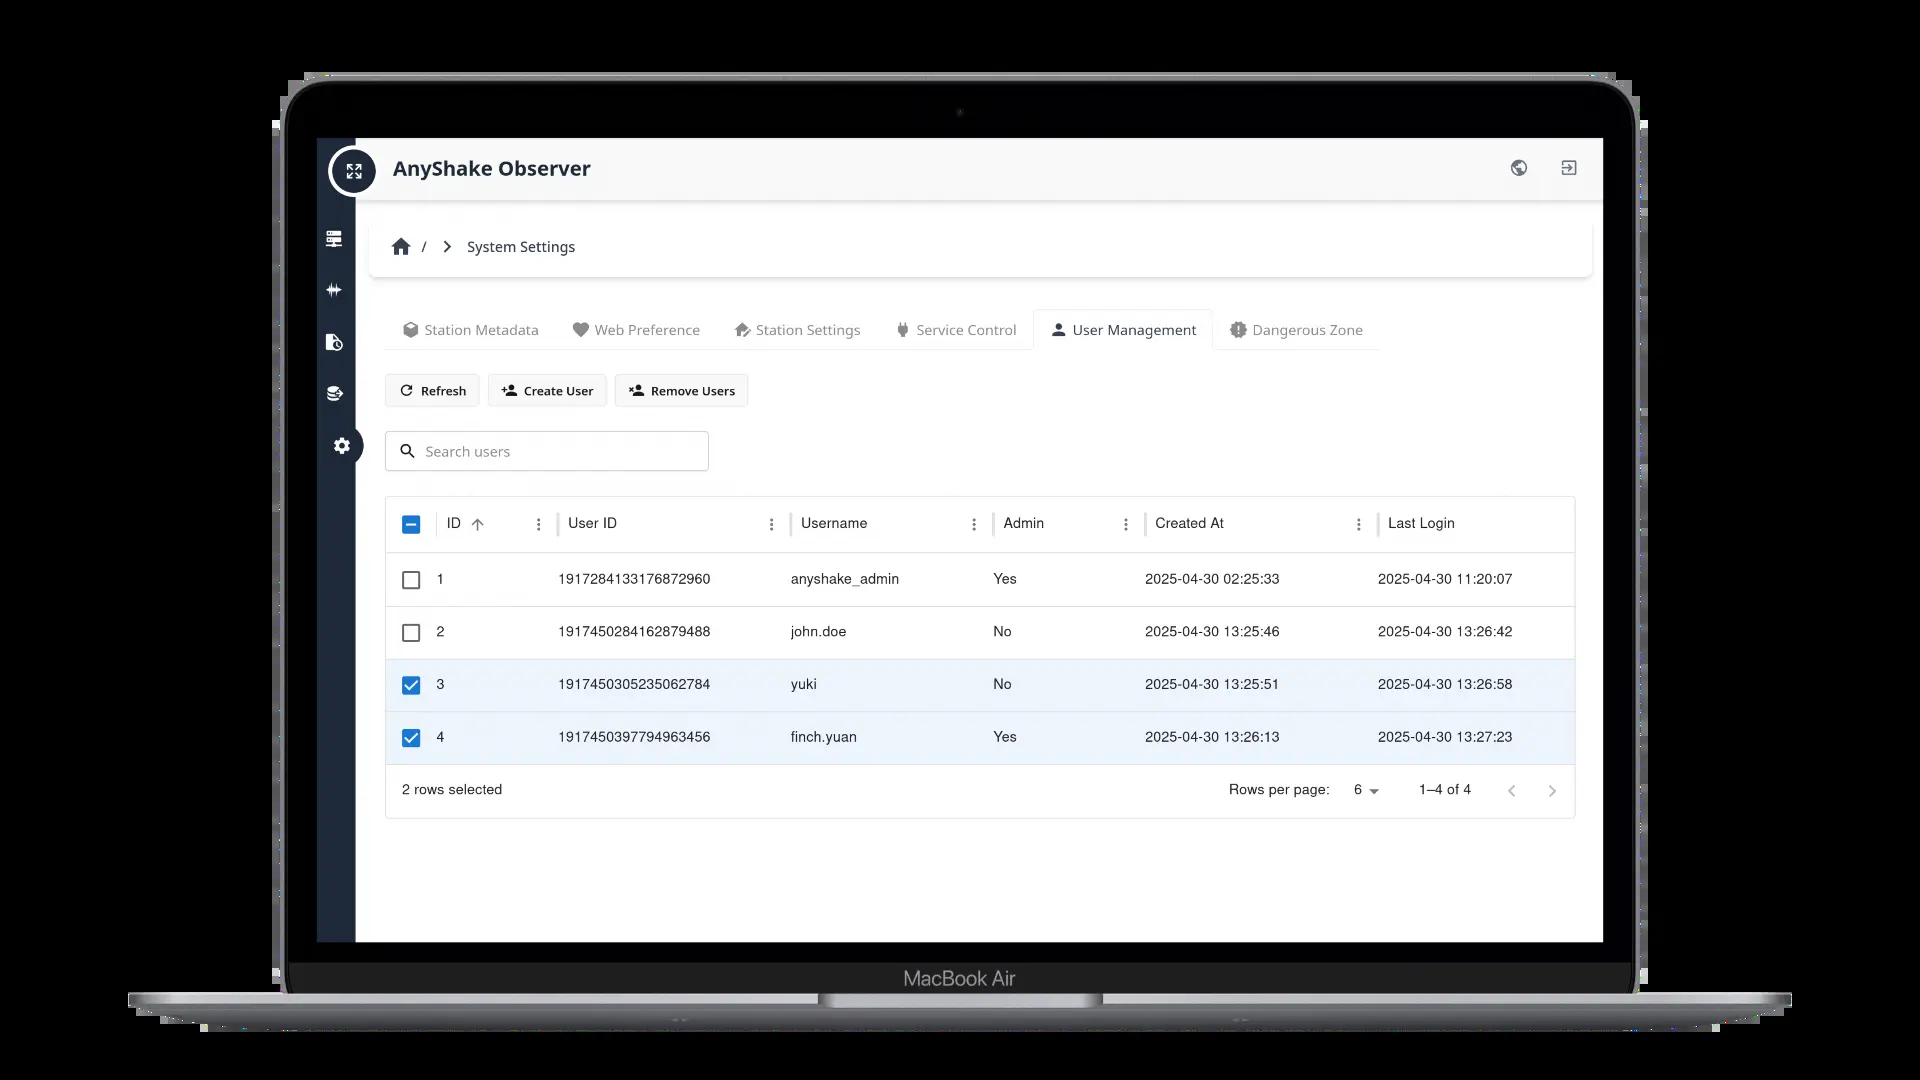 AnyShake Observer
/ System Settings
Station Metadata Web Preference Station Settings Service Control User Management Dangerous Zone
Refresh Create User Remove Users
Search users
ID User ID Username Admin Created At Last Login
1 1917284133176872960 anyshake_admin Yes 2025-04-30 02:25:33 2025-04-30 11:20:07
2 1917450284162879488 john.doe No 2025-04-30 13:25:46 2025-04-30 13:26:42
3 1917450305235062784 yuki No 2025-04-30 13:25:51 2025-04-30 13:26:58
4 1917450397794963456 finch.yuan Yes 2025-04-30 13:26:13 2025-04-30 13:27:23
2 rows selected Rows per page: 6 1–4 of 4
MacBook Air